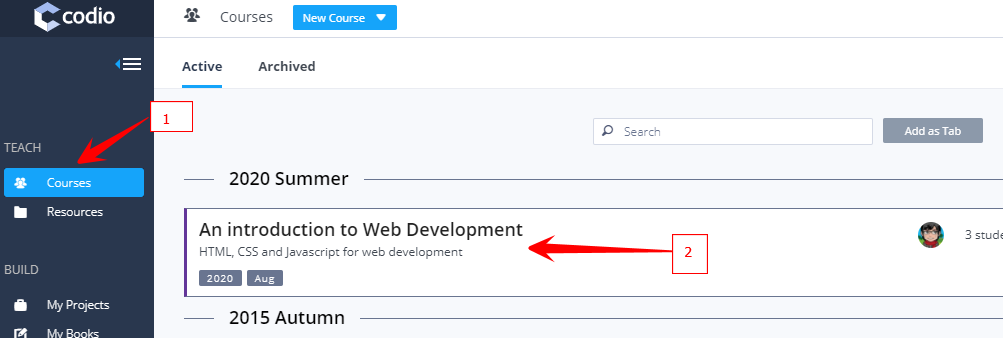 codio
Courses
New Course
Active
Archived
1
TEACH
Search
Add as Tab
Courses
2020 Summer
Resources
An introduction to Web Development
3 stude
HTML, CSS and Javascript for web development
2
2020
Aug
BUILD
My Projects
2015 Autumn
My Books